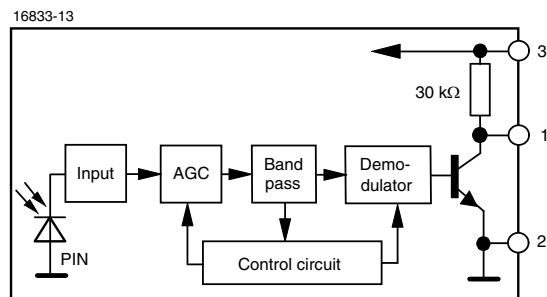 16833-13
3
30 kΩ
1
Input
AGC
Band
pass
Demo-
dulator
2
PIN
Control circuit